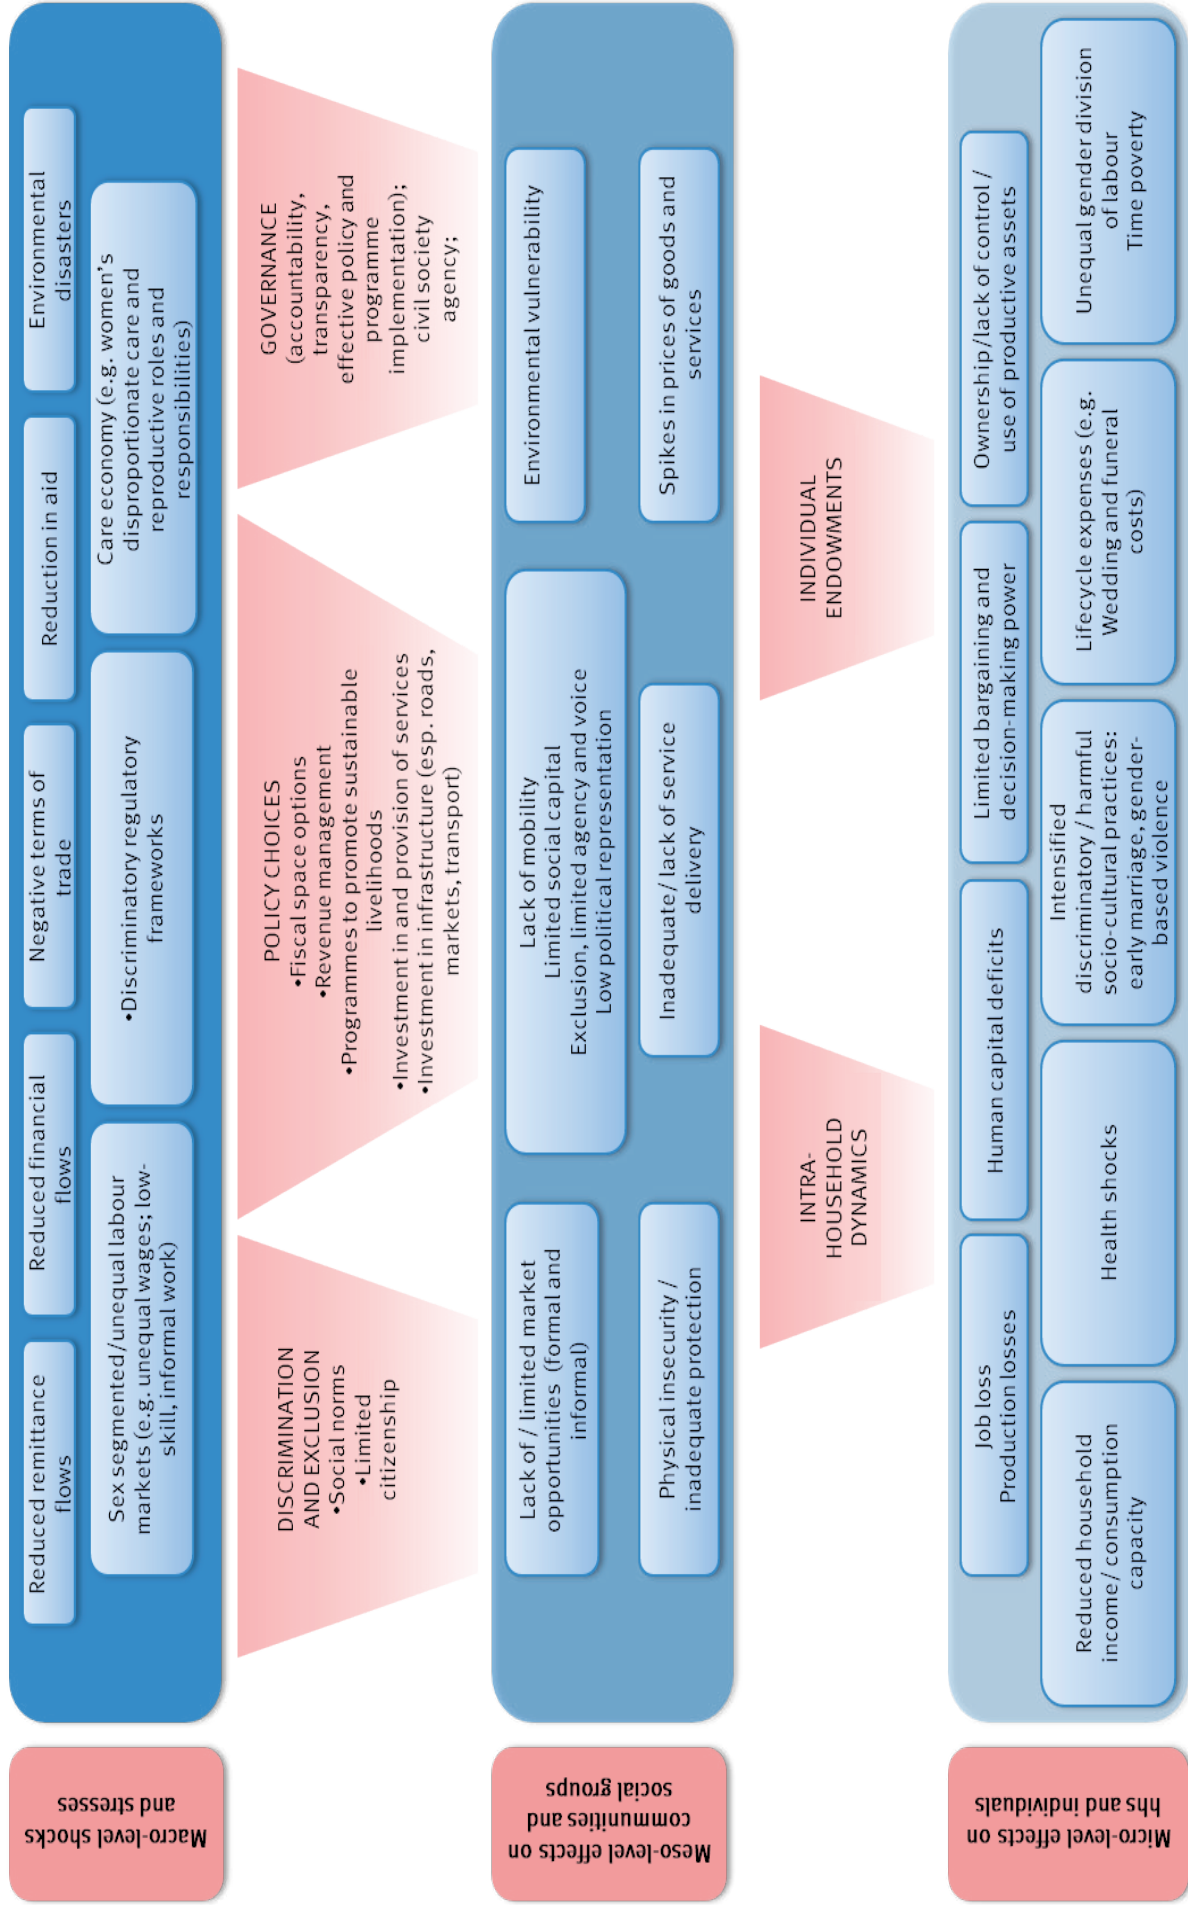 Macro-level shocks
and stresses
Reduced remittance
flows
Reduced financial
flows
Negative terms of
trade
Reduction in aid
Environmental
disasters
Sex segmented/unequal labour
markets (e.g. unequal wages; low-
skill, informal work)
•Discriminatory regulatory
frameworks
Care economy (e.g. women's
disproportionate care and
reproductive roles and
responsibilities)
DISCRIMINATION
AND EXCLUSION
•Social norms
•Limited
citizenship
POLICY CHOICES
•Fiscal space options
•Revenue management
•Programmes to promote sustainable
livelihoods
•Investment in and provision of services
•Investment in infrastructure (esp. roads,
markets, transport)
GOVERNANCE
(accountability,
transparency,
effective policy and
programme
implementation);
civil society
agency;
Meso-level effects on
communities and
social groups
Lack of / limited market
opportunities (formal and
informal)
Lack of mobility
Limited social capital
Exclusion, limited agency and voice
Low political representation
Environmental vulnerability
Physical insecurity /
inadequate protection
Inadequate/ lack of service
delivery
Spikes in prices of goods and
services
INTRA-
HOUSEHOLD
DYNAMICS
INDIVIDUAL
ENDOWMENTS
Micro-level effects on
hhs and individuals
Job loss
Production losses
Human capital deficits
Limited bargaining and
decision-making power
Ownership/lack of control /
use of productive assets
Reduced household
income/ consumption
capacity
Health shocks
Intensified
discriminatory / harmful
socio-cultural practices:
early marriage, gender-
based violence
Lifecycle expenses (e.g.
Wedding and funeral
costs)
Unequal gender division
of labour
Time poverty